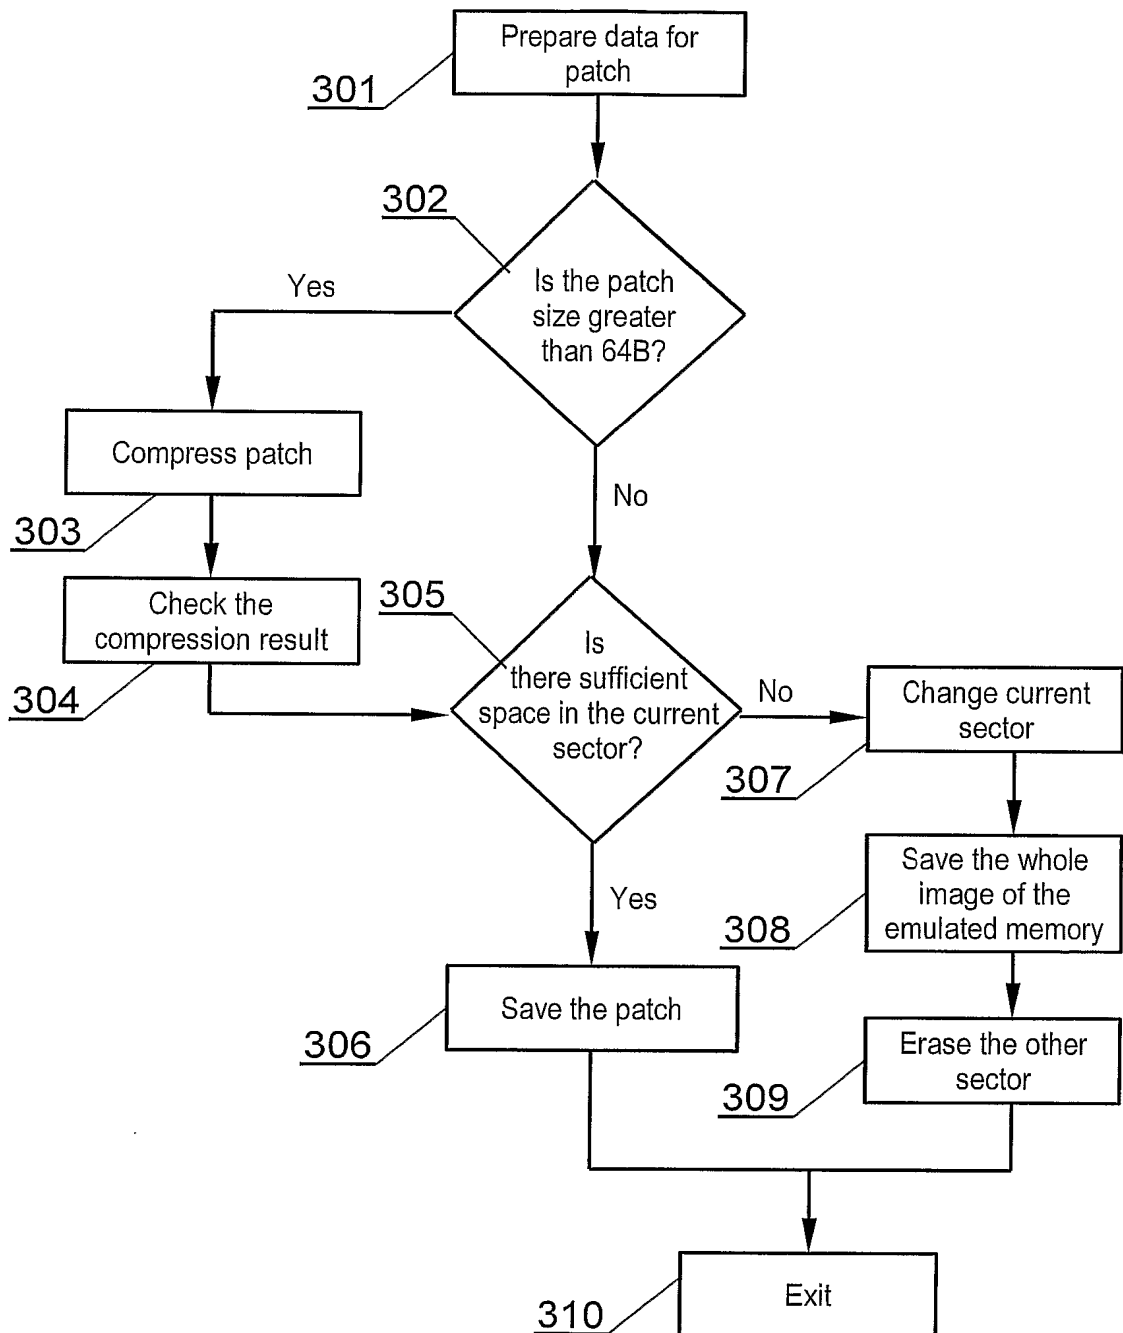 Prepare data for
patch
301
302
Is the patch
size greater
than 64B?
Yes
Compress patch
303
No
Check the
compression result
304
305
Is
there sufficient
space in the current
sector?
No
Change current
sector
307
Yes
Save the whole
image of the
emulated memory
308
Save the patch
306
Erase the other
sector
309
Exit
310